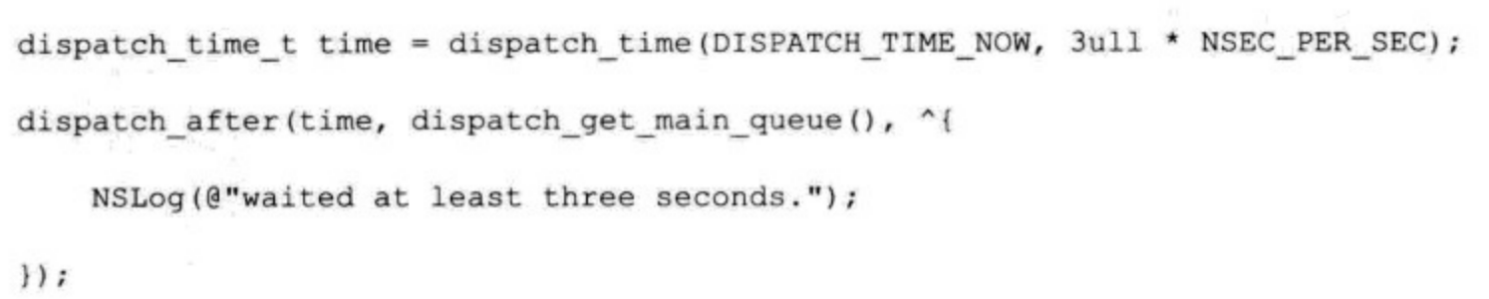 dispatch_time_t time = dispatch_time(DISPATCH_TIME_NOW, 3ull * NSEC_PER_SEC);
dispatch_after(time, dispatch_get_main_queue(), ^{
    NSLog(@"waited at least three seconds.");
});